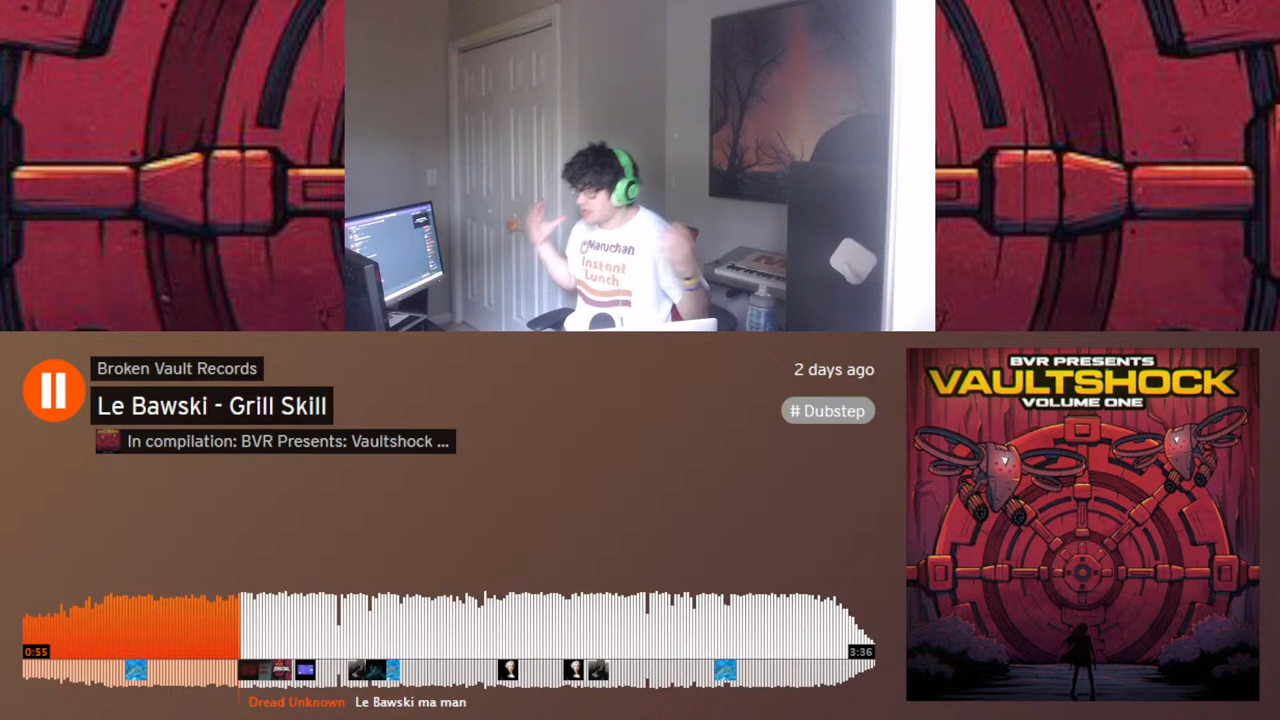 Maruchan
Instant
Lunch
Broken Vault Records
2 days ago
Le Bawski - Grill Skill
# Dubstep
In compilation: BVR Presents: Vaultshock ...
BVR PRESENTS
VAULTSHOCK
VOLUME ONE
0:55
3:36
Dread Unknown Le Bawski ma man